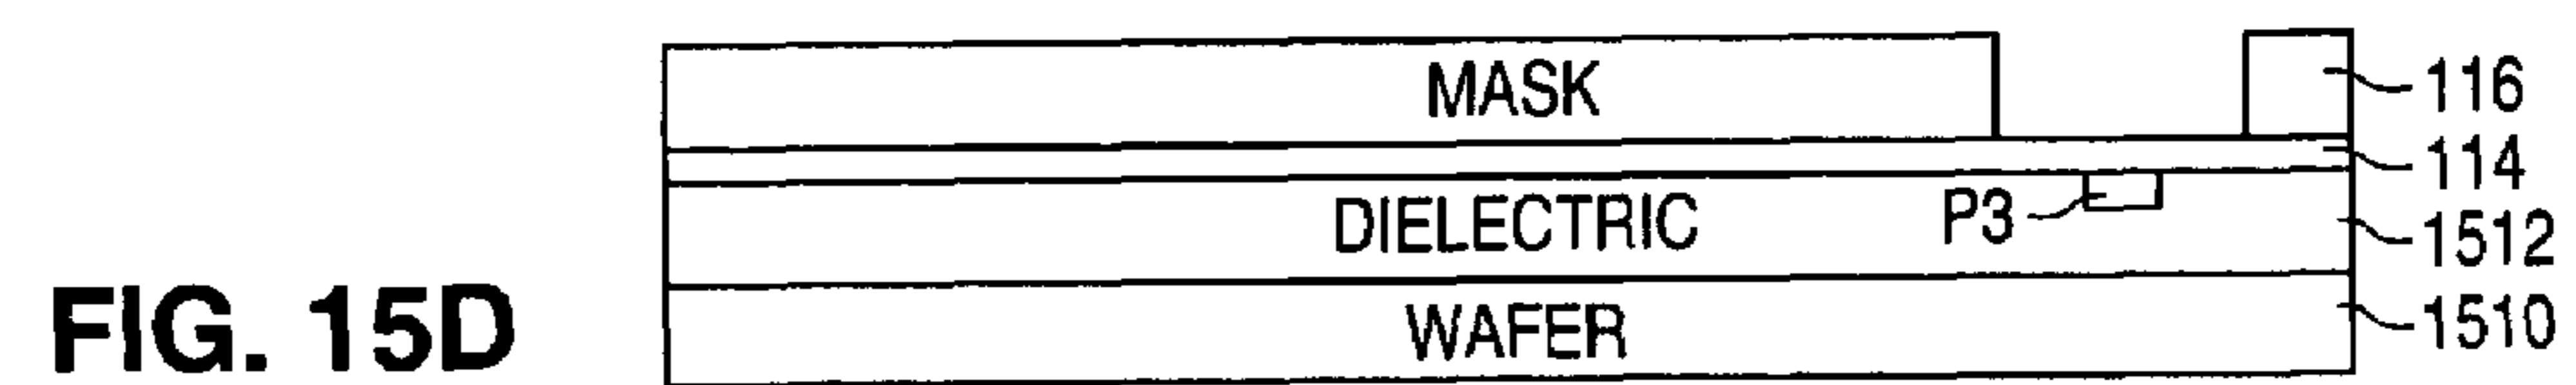 MASK
116
114
DIELECTRIC
P3
1512
WAFER
1510
FIG. 15D